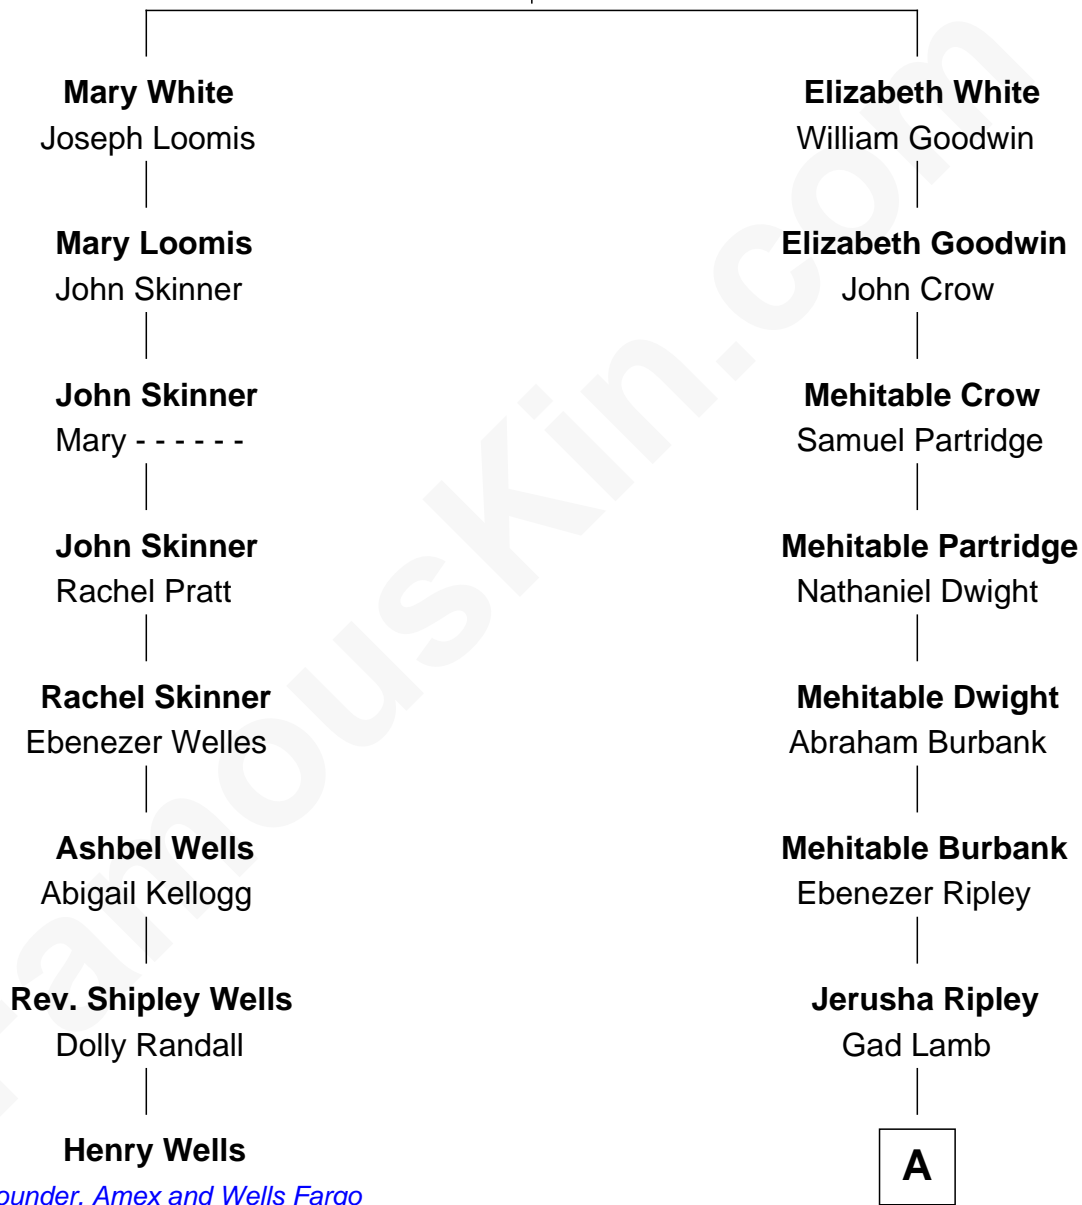 Mary White
Joseph Loomis
Elizabeth White
William Goodwin
Mary Loomis
John Skinner
Elizabeth Goodwin
John Crow
John Skinner
Mary - - - - - -
Mehitable Crow
Samuel Partridge
John Skinner
Rachel Pratt
Mehitable Partridge
Nathaniel Dwight
Rachel Skinner
Ebenezer Welles
Mehitable Dwight
Abraham Burbank
Ashbel Wells
Abigail Kellogg
Mehitable Burbank
Ebenezer Ripley
Rev. Shipley Wells
Dolly Randall
Jerusha Ripley
Gad Lamb
Henry Wells
ounder, Amex and Wells Fargo
A
FamousKin.com